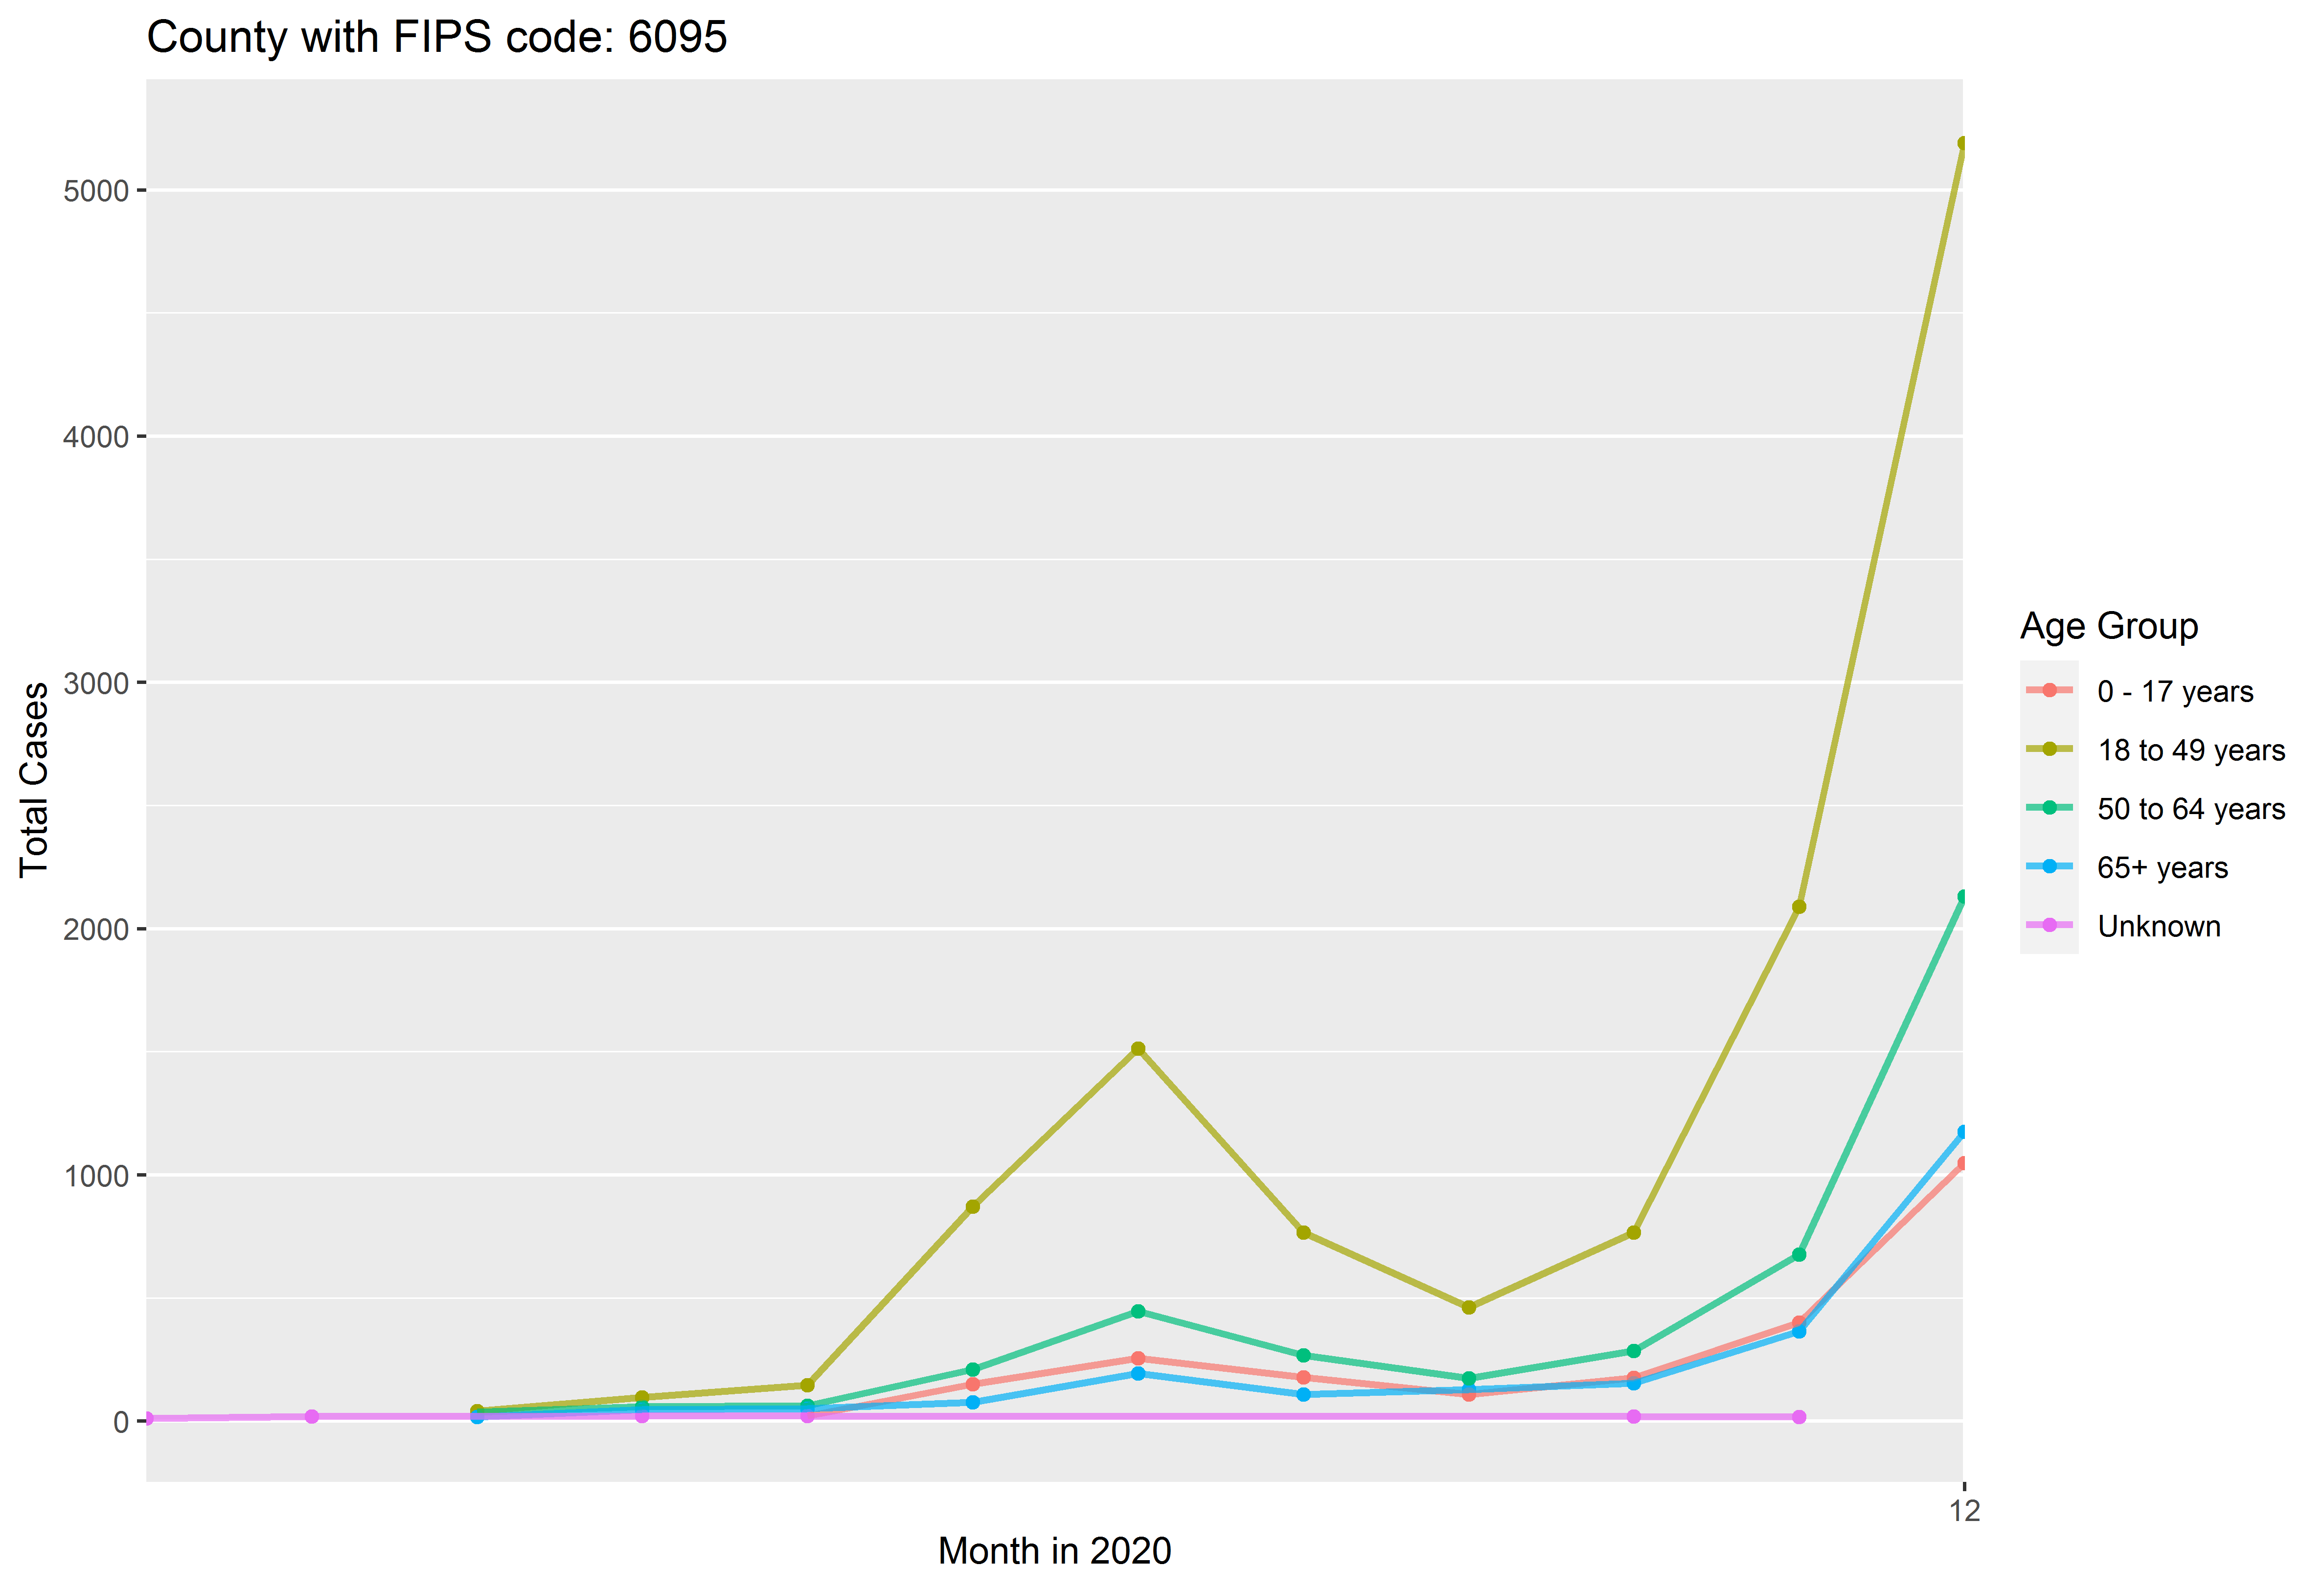 County with FIPS code: 6095
5000
4000
3000
2000
1000
0
Total Cases
12
Month in 2020
Age Group
0 - 17 years
18 to 49 years
50 to 64 years
65+ years
Unknown